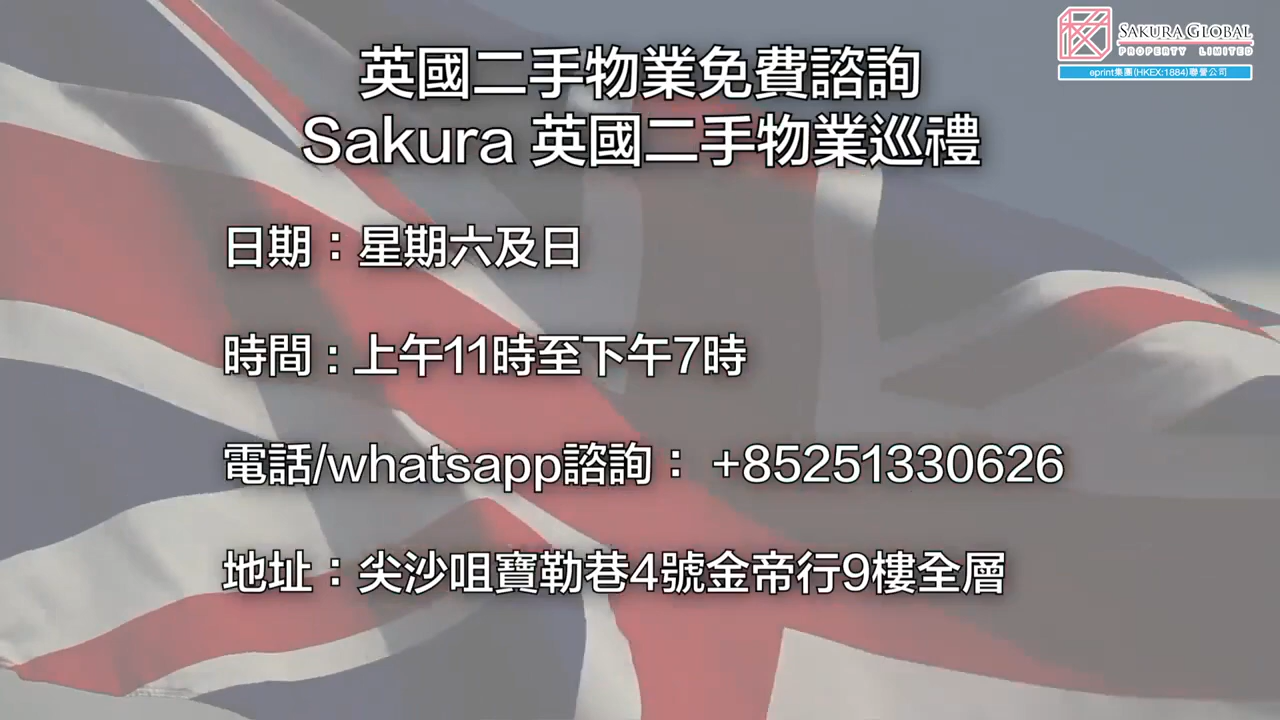 SAKURA GLOBAL
PROPERTY LIMITED
eprint集團(HKEX:1884)聯營公司
英國二手物業免費諮詢
Sakura 英國二手物業巡禮
日期：星期六及日
時間：上午11時至下午7時
電話/whatsapp諮詢： +85251330626
地址：尖沙咀寶勒巷4號金帝行9樓全層